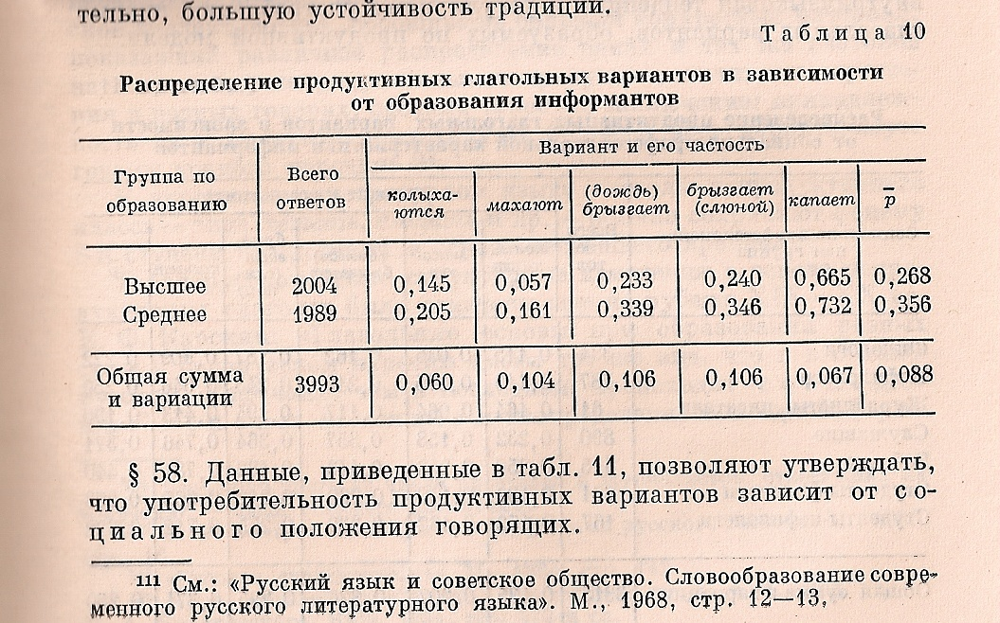 тельно, большую устойчивость традиции.
Таблица 10
Распределение продуктивных глагольных вариантов в зависимости
от образования информантов
Группа по образованию | Всего ответов | Вариант и его частость
колыха-ются | махают | (дождь) брызгает | брызгает (слюной) | капает | p̅
Высшее | 2004 | 0,145 | 0,057 | 0,233 | 0,240 | 0,665 | 0,268
Среднее | 1989 | 0,205 | 0,161 | 0,339 | 0,346 | 0,732 | 0,356
Общая сумма и вариации | 3993 | 0,060 | 0,104 | 0,106 | 0,106 | 0,067 | 0,088
§ 58. Данные, приведенные в табл. 11, позволяют утверждать,
что употребительность продуктивных вариантов зависит от со-
циального положения говорящих.
111 См.: «Русский язык и советское общество. Словообразование совре-
менного русского литературного языка». М., 1968, стр. 12—13.